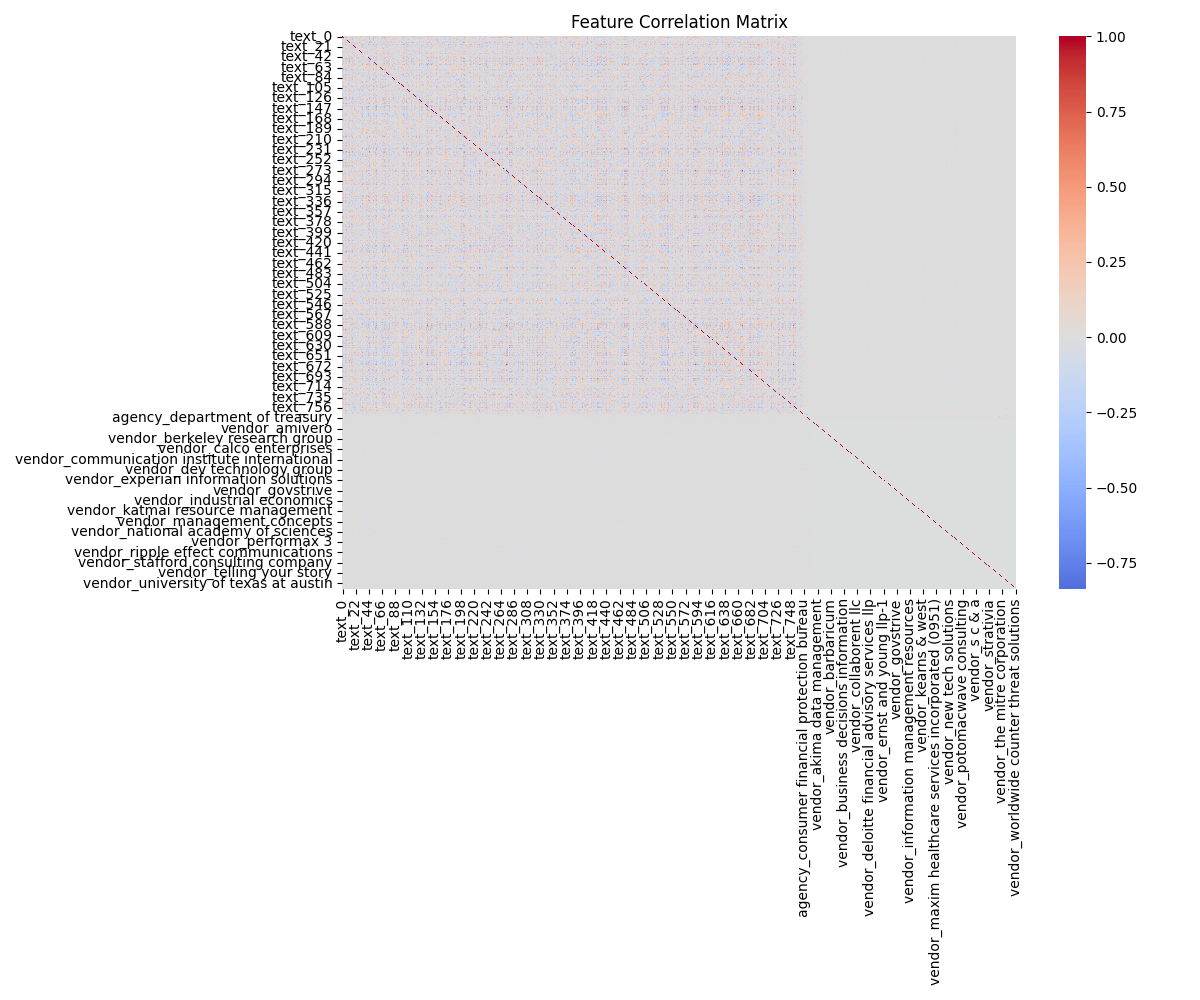 Feature Correlation Matrix
text_0
text_21
text_42
text_63
text_84
text_105
text_126
text_147
text_168
text_189
text_210
text_231
text_252
text_273
text_294
text_315
text_336
text_357
text_378
text_399
text_420
text_441
text_462
text_483
text_504
text_525
text_546
text_567
text_588
text_609
text_630
text_651
text_672
text_693
text_714
text_735
text_756
agency_department of treasury
vendor_amivero
vendor_berkeley research group
vendor_calco enterprises
vendor_communication institute international
vendor_dev technology group
vendor_experian information solutions
vendor_govstrive
vendor_industrial economics
vendor_katmai resource management
vendor_management concepts
vendor_national academy of sciences
vendor_performax 3
vendor_ripple effect communications
vendor_stafford consulting company
vendor_telling your story
vendor_university of texas at austin
text_0
text_22
text_44
text_66
text_88
text_110
text_132
text_154
text_176
text_198
text_220
text_242
text_264
text_286
text_308
text_330
text_352
text_374
text_396
text_418
text_440
text_462
text_484
text_506
text_528
text_550
text_572
text_594
text_616
text_638
text_660
text_682
text_704
text_726
text_748
agency_consumer financial protection bureau
vendor_akima data management
vendor_barbaricum
vendor_business decisions information
vendor_collaborent llc
vendor_deloitte financial advisory services llp
vendor_ernst and young llp-1
vendor_govstrive
vendor_information management resources
vendor_kearns & west
vendor_maxim healthcare services incorporated (0951)
vendor_new tech solutions
vendor_potomacwave consulting
vendor_s c & a
vendor_strativia
vendor_the mitre corporation
vendor_worldwide counter threat solutions
1.00
0.75
0.50
0.25
0.00
−0.25
−0.50
−0.75